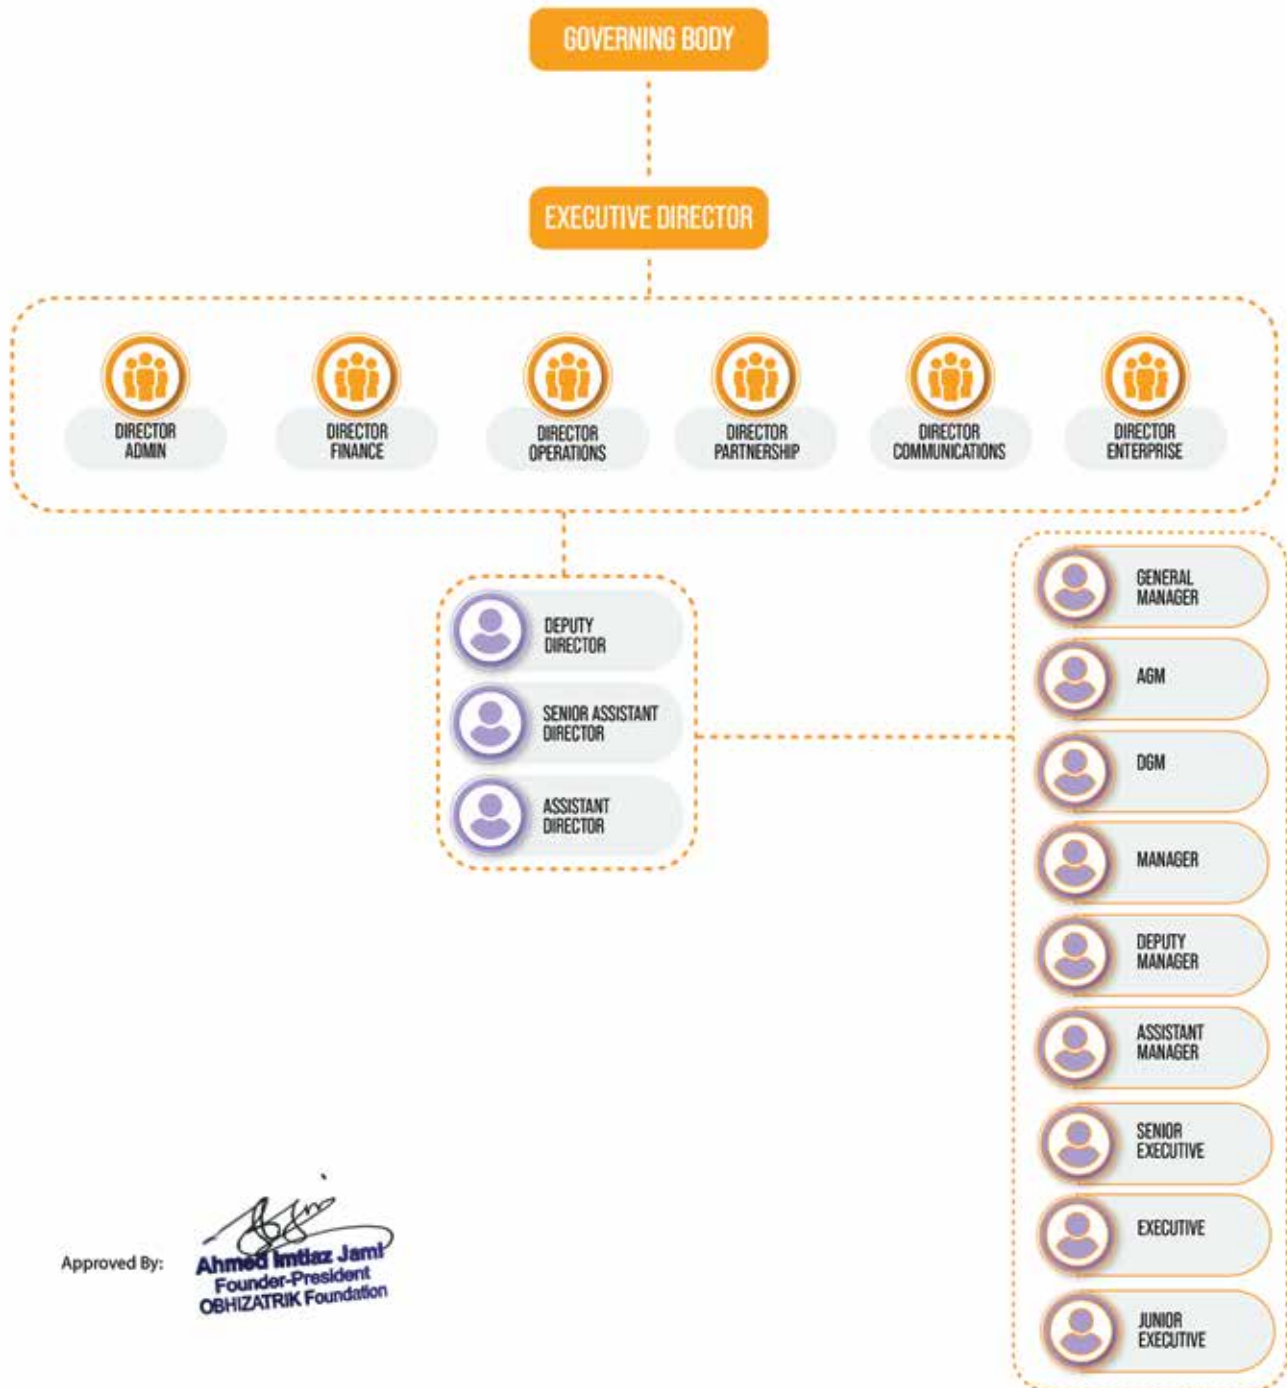 GOVERNING BODY
EXECUTIVE DIRECTOR
DIRECTOR
ADMIN
DIRECTOR
FINANCE
DIRECTOR
OPERATIONS
DIRECTOR
PARTNERSHIP
DIRECTOR
COMMUNICATIONS
DIRECTOR
ENTERPRISE
DEPUTY
DIRECTOR
SENIOR ASSISTANT
DIRECTOR
ASSISTANT
DIRECTOR
GENERAL
MANAGER
AGM
DGM
MANAGER
DEPUTY
MANAGER
ASSISTANT
MANAGER
SENIOR
EXECUTIVE
EXECUTIVE
JUNIOR
EXECUTIVE
Approved By:
Ahmed Imtiaz Jami
Founder-President
OBHIZATRIK Foundation